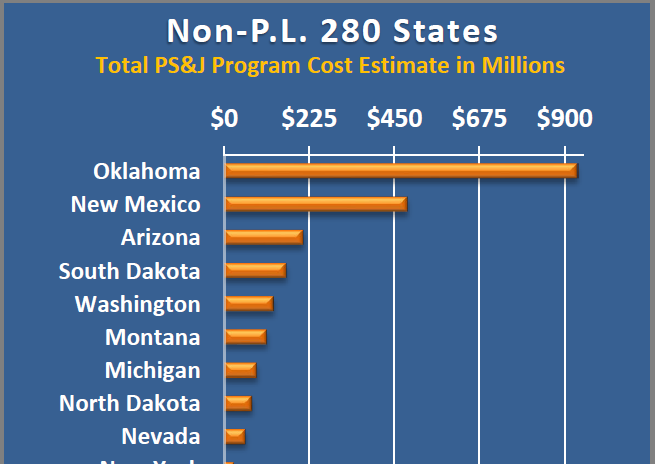 Non-P.L. 280 States
Total PS&J Program Cost Estimate in Millions
$0 $225 $450 $675 $900
Oklahoma
New Mexico
Arizona
South Dakota
Washington
Montana
Michigan
North Dakota
Nevada